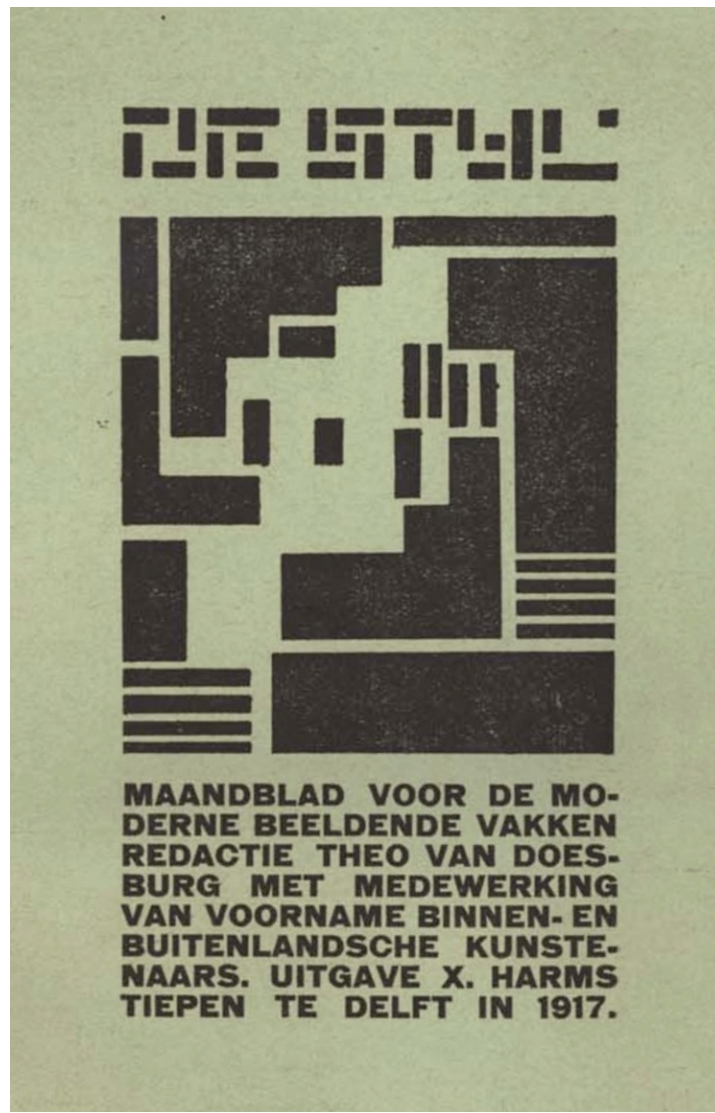 DE STIJL
MAANDBLAD VOOR DE MO-
DERNE BEELDENDE VAKKEN
REDACTIE THEO VAN DOES-
BURG MET MEDEWERKING
VAN VOORNAME BINNEN- EN
BUITENLANDSCHE KUNSTE-
NAARS. UITGAVE X. HARMS
TIEPEN TE DELFT IN 1917.